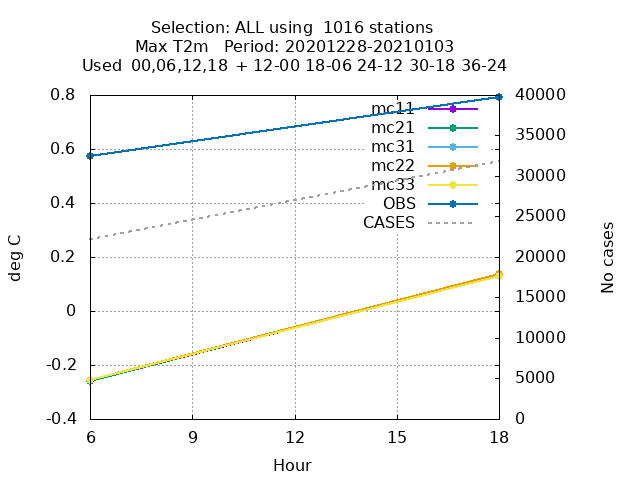 Selection: ALL using  1016 stations
Max T2m   Period: 20201228-20210103
Used  00,06,12,18 + 12-00 18-06 24-12 30-18 36-24
0.8
0.6
0.4
0.2
0
-0.2
-0.4
40000
35000
30000
25000
20000
15000
10000
5000
0
mc11
mc21
mc31
mc22
mc33
OBS
CASES
deg C
No cases
6 9 12 15 18
Hour